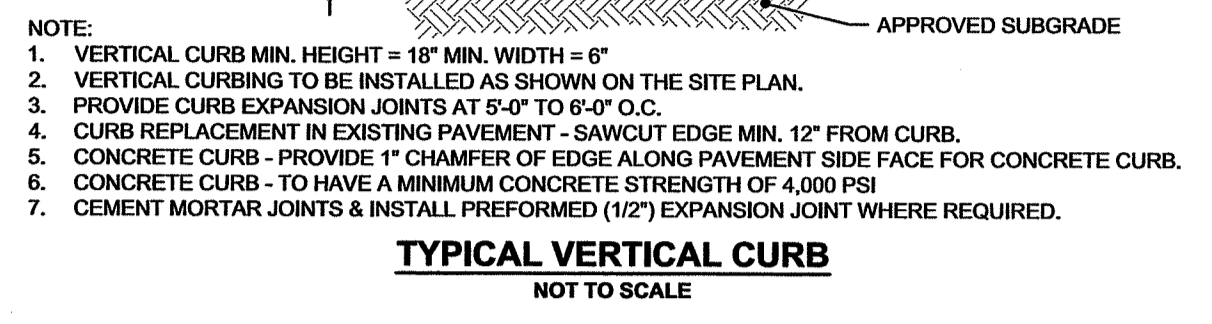 APPROVED SUBGRADE
NOTE:
1. VERTICAL CURB MIN. HEIGHT = 18" MIN. WIDTH = 6"
2. VERTICAL CURBING TO BE INSTALLED AS SHOWN ON THE SITE PLAN.
3. PROVIDE CURB EXPANSION JOINTS AT 5'-0" TO 6'-0" O.C.
4. CURB REPLACEMENT IN EXISTING PAVEMENT - SAWCUT EDGE MIN. 12" FROM CURB.
5. CONCRETE CURB - PROVIDE 1" CHAMFER OF EDGE ALONG PAVEMENT SIDE FACE FOR CONCRETE CURB.
6. CONCRETE CURB - TO HAVE A MINIMUM CONCRETE STRENGTH OF 4,000 PSI
7. CEMENT MORTAR JOINTS & INSTALL PREFORMED (1/2") EXPANSION JOINT WHERE REQUIRED.
TYPICAL VERTICAL CURB
NOT TO SCALE